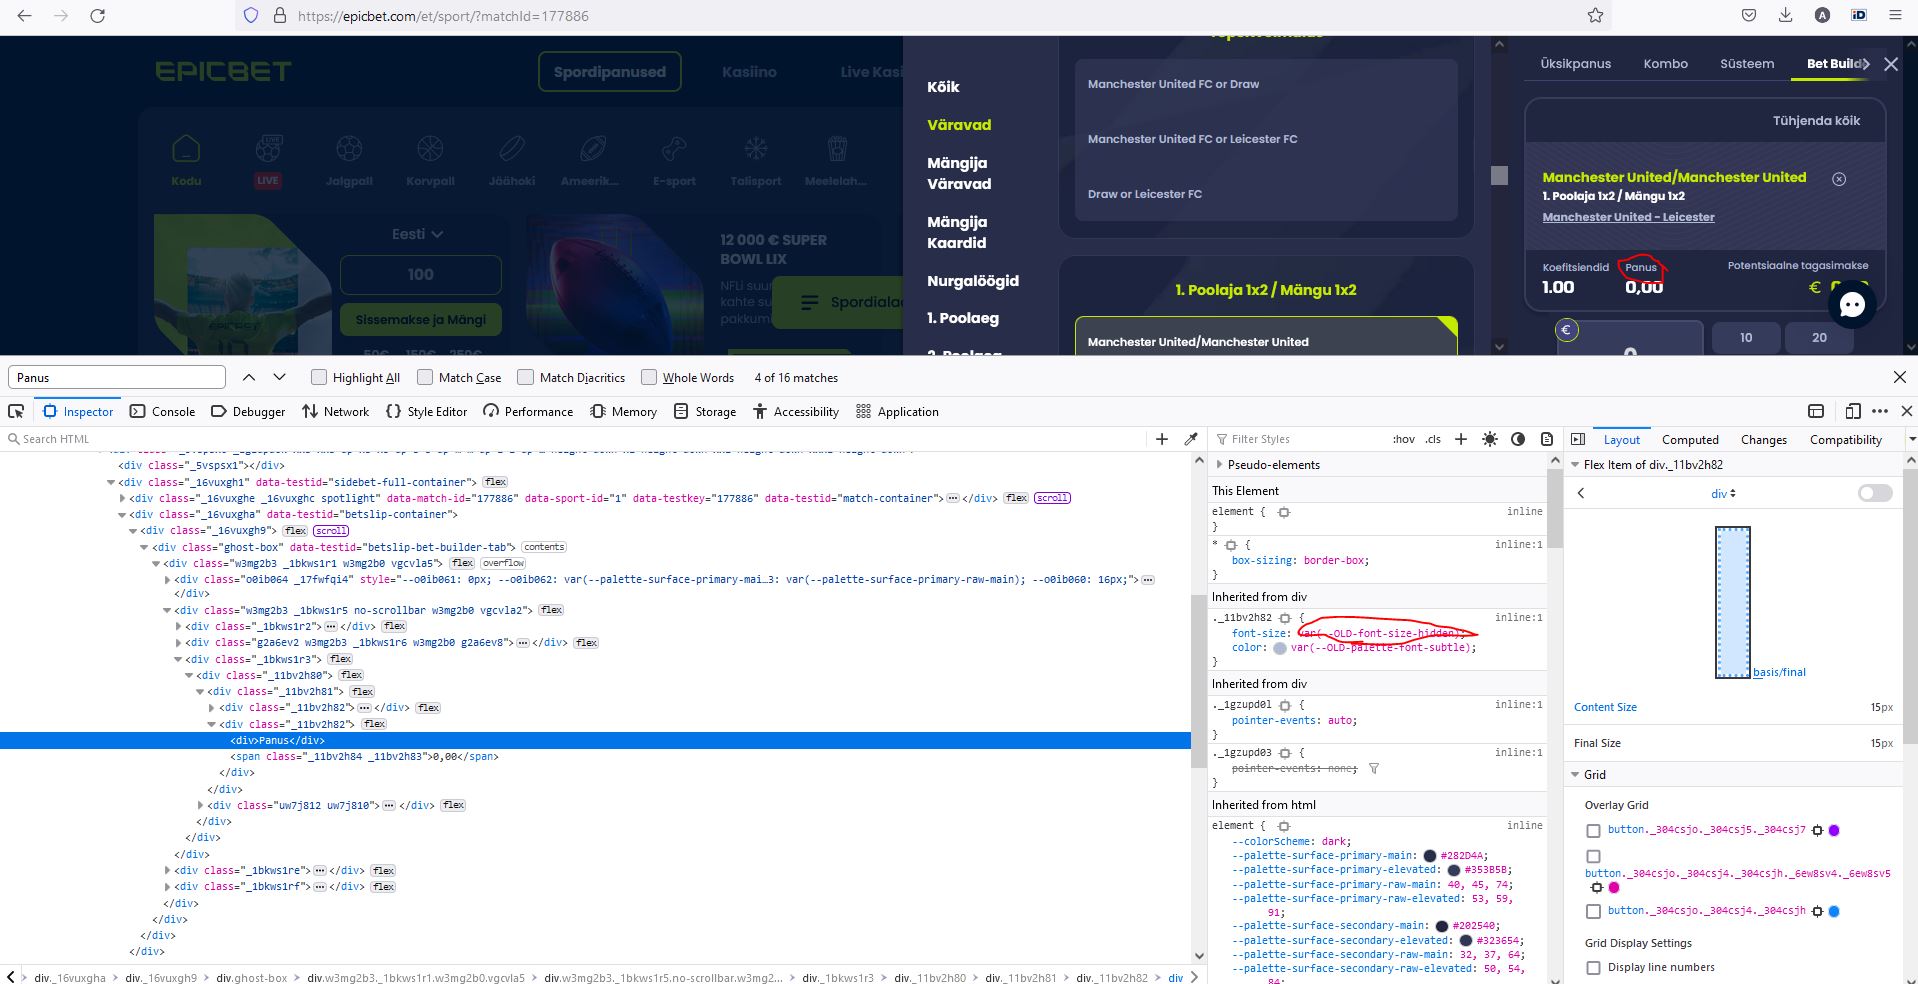 https://epicbet.com/et/sport/?matchId=177886
EPICBET
Spordipanused
Kasiino
Live Kasi
Kodu
LIVE
LIVE
Jalgpall
Korvpall
Jäähoki
Ameerik...
E-sport
Talisport
Meelelah...
Eesti
100
Sissemakse ja Mängi
EPICBET
12 000 € SUPER
BOWL LIX
NFLi suur
kahte su
pakkumi
Spordiala
Kõik
Väravad
Mängija
Väravad
Mängija
Kaardid
Nurgalöögid
1. Poolaeg
Manchester United FC or Draw
Manchester United FC or Leicester FC
Draw or Leicester FC
1. Poolaja 1x2 / Mängu 1x2
Manchester United/Manchester United
Üksikpanus
Kombo
Süsteem
Bet Build
Tühjenda kõik
Manchester United/Manchester United
1. Poolaja 1x2 / Mängu 1x2
Manchester United - Leicester
Koefitsiendid
Panus
Potentsiaalne tagasimakse
1.00
0,00
€
€
10
20
Panus
Highlight All
Match Case
Match Diacritics
Whole Words
4 of 16 matches
Inspector
Console
Debugger
Network
Style Editor
Performance
Memory
Storage
Accessibility
Application
Search HTML
<div class="_5vspsx1"></div>
<div class="_16vuxgh1" data-testid="sidebet-full-container"> flex
<div class="_16vuxghe _16vuxghc spotlight" data-match-id="177886" data-sport-id="1" data-testkey="177886" data-testid="match-container"> ••• </div> flex scroll
<div class="_16vuxgha" data-testid="betslip-container">
<div class="_16vuxgh9"> flex scroll
<div class="ghost-box" data-testid="betslip-bet-builder-tab"> contents
<div class="w3mg2b3 _1bkws1r1 w3mg2b0 vgcvla5"> flex overflow
<div class="o0ib064 _17fwfqi4" style="--o0ib061: 0px; --o0ib062: var(--palette-surface-primary-mai…3: var(--palette-surface-primary-raw-main); --o0ib060: 16px;"> •••
</div>
<div class="w3mg2b3 _1bkws1r5 no-scrollbar w3mg2b0 vgcvla2"> flex
<div class="_1bkws1r2"> ••• </div> flex
<div class="g2a6ev2 w3mg2b3 _1bkws1r6 w3mg2b0 g2a6ev8"> ••• </div> flex
<div class="_1bkws1r3"> flex
<div class="_11bv2h80"> flex
<div class="_11bv2h81"> flex
<div class="_11bv2h82"> ••• </div> flex
<div class="_11bv2h82"> flex
<div>Panus</div>
<span class="_11bv2h84 _11bv2h83">0,00</span>
</div>
</div>
<div class="uw7j812 uw7j810"> ••• </div> flex
</div>
</div>
</div>
<div class="_1bkws1re"> ••• </div> flex
<div class="_1bkws1rf"> ••• </div> flex
</div>
</div>
</div>
</div>
div._16vuxgha
div._16vuxgh9
div.ghost-box
div.w3mg2b3._1bkws1r1.w3mg2b0.vgcvla5
div.w3mg2b3._1bkws1r5.no-scrollbar.w3mg2...
div._1bkws1r3
div._11bv2h80
div._11bv2h81
div._11bv2h82
div
Filter Styles
:hov
.cls
Pseudo-elements
This Element
element { inline
}
* { inline:1
box-sizing: border-box;
}
Inherited from div
._11bv2h82 { inline:1
font-size: var(--OLD-font-size-hidden);
color: var(--OLD-palette-font-subtle);
}
Inherited from div
._1gzupd0l { inline:1
pointer-events: auto;
}
._1gzupd03 { inline:1
pointer-events: none;
}
Inherited from html
element { inline
--colorScheme: dark;
--palette-surface-primary-main: #282D4A;
--palette-surface-primary-elevated: #353B5B;
--palette-surface-primary-raw-main: 40, 45, 74;
--palette-surface-primary-raw-elevated: 53, 59,
91;
--palette-surface-secondary-main: #202540;
--palette-surface-secondary-elevated: #323654;
--palette-surface-secondary-raw-main: 32, 37, 64;
--palette-surface-secondary-raw-elevated: 50, 54,
84;
Layout
Computed
Changes
Compatibility
Flex Item of div._11bv2h82
div
basis/final
Content Size
15px
Final Size
15px
Grid
Overlay Grid
button._304csjo._304csj5._304csj7
button._304csjo._304csj4._304csjh._6ew8sv4._6ew8sv5
button._304csjo._304csj4._304csjh
Grid Display Settings
Display line numbers